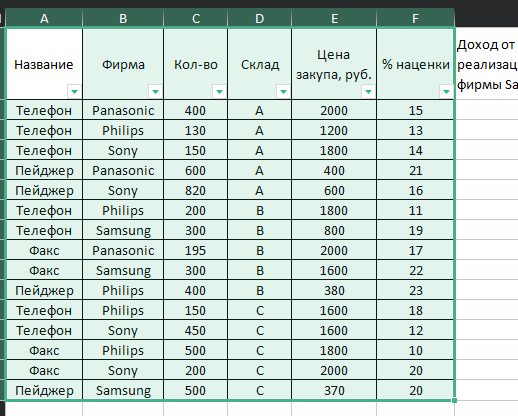 A B C D E F
Название Фирма Кол-во Склад Цена закупа, руб. % наценки
Доход от
реализац
фирмы Sa
Телефон Panasonic 400 A 2000 15
Телефон Philips 130 A 1200 13
Телефон Sony 150 A 1800 14
Пейджер Panasonic 600 A 400 21
Пейджер Sony 820 A 600 16
Телефон Philips 200 B 1800 11
Телефон Samsung 300 B 800 19
Факс Panasonic 195 B 2000 17
Факс Samsung 300 B 1600 22
Пейджер Philips 400 B 380 23
Телефон Philips 150 C 1600 18
Телефон Sony 450 C 1600 12
Факс Philips 500 C 1800 10
Факс Sony 200 C 2000 20
Пейджер Samsung 500 C 370 20